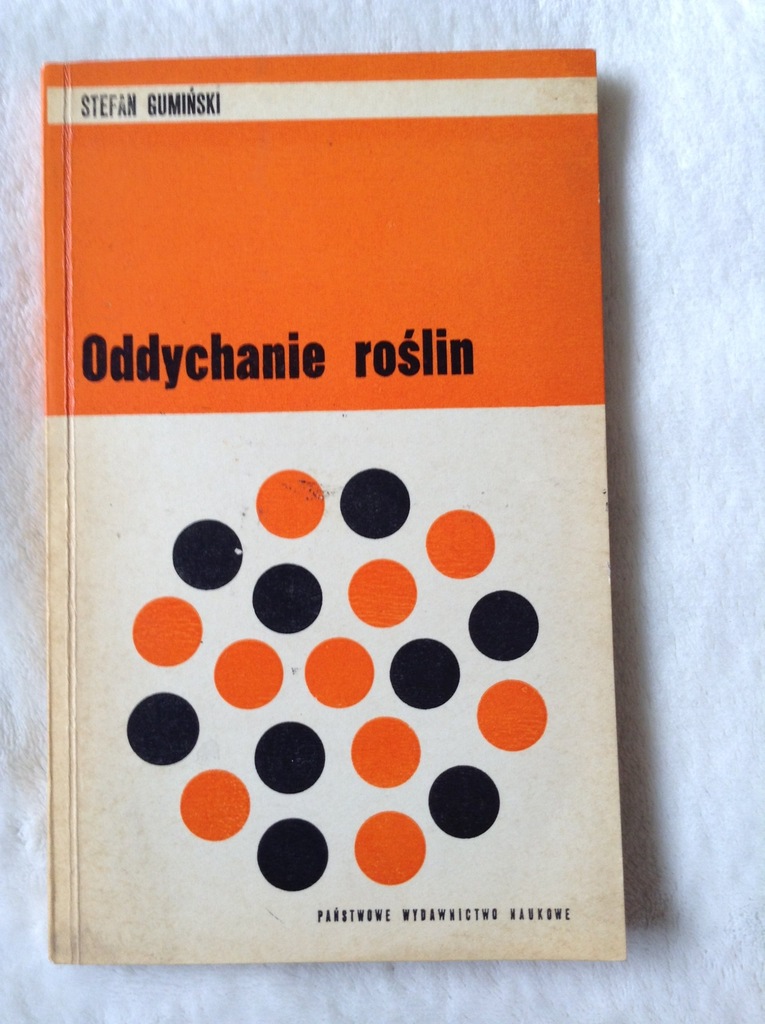 STEFAN GUMIŃSKI
Oddychanie roślin
PAŃSTWOWE WYDAWNICTWO NAUKOWE